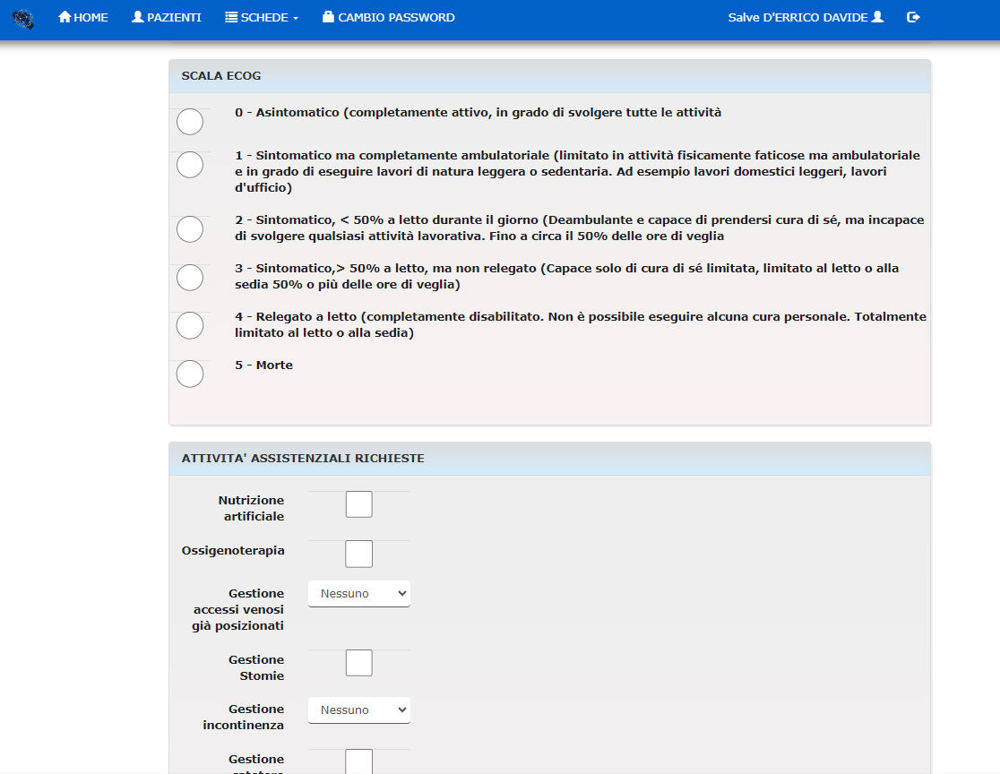 HOME PAZIENTI SCHEDE CAMBIO PASSWORD Salve D'ERRICO DAVIDE
SCALA ECOG
0 - Asintomatico (completamente attivo, in grado di svolgere tutte le attività
1 - Sintomatico ma completamente ambulatoriale (limitato in attività fisicamente faticose ma ambulatoriale
e in grado di eseguire lavori di natura leggera o sedentaria. Ad esempio lavori domestici leggeri, lavori
d'ufficio)
2 - Sintomatico, < 50% a letto durante il giorno (Deambulante e capace di prendersi cura di sé, ma incapace
di svolgere qualsiasi attività lavorativa. Fino a circa il 50% delle ore di veglia
3 - Sintomatico,> 50% a letto, ma non relegato (Capace solo di cura di sé limitata, limitato al letto o alla
sedia 50% o più delle ore di veglia)
4 - Relegato a letto (completamente disabilitato. Non è possibile eseguire alcuna cura personale. Totalmente
limitato al letto o alla sedia)
5 - Morte
ATTIVITA' ASSISTENZIALI RICHIESTE
Nutrizione
artificiale
Ossigenoterapia
Gestione
accessi venosi
già posizionati
Nessuno
Gestione
Stomie
Gestione
incontinenza
Nessuno
Gestione